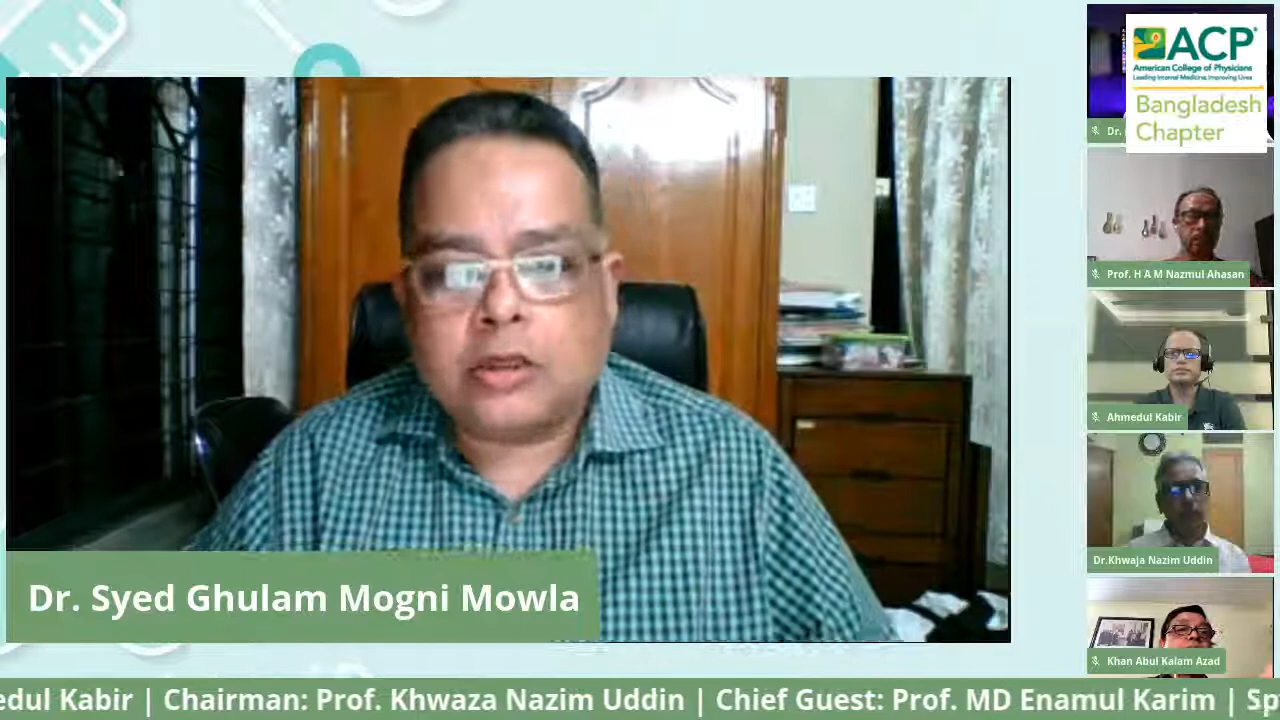 ACP
American College of Physicians
Leading Internal Medicine, Improving Lives
Bangladesh
Chapter
Dr.
Prof. H A M Nazmul Ahasan
Ahmedul Kabir
Dr.Khwaja Nazim Uddin
Khan Abul Kalam Azad
Dr. Syed Ghulam Mogni Mowla
edul Kabir | Chairman: Prof. Khwaza Nazim Uddin | Chief Guest: Prof. MD Enamul Karim | Sp